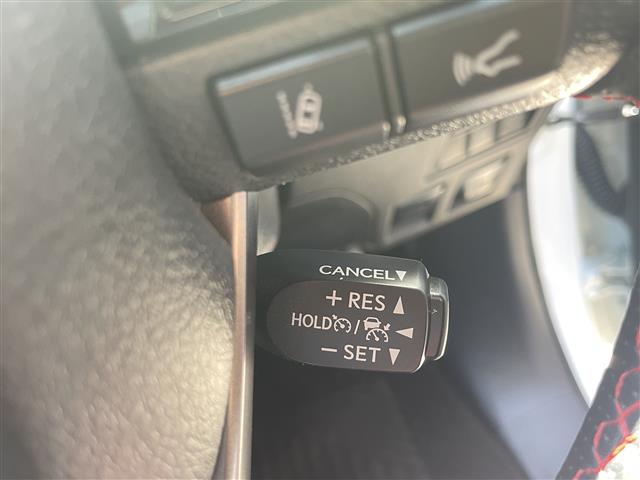 CANCEL▼
+ RES ▲
HOLD / ◀
− SET ▼